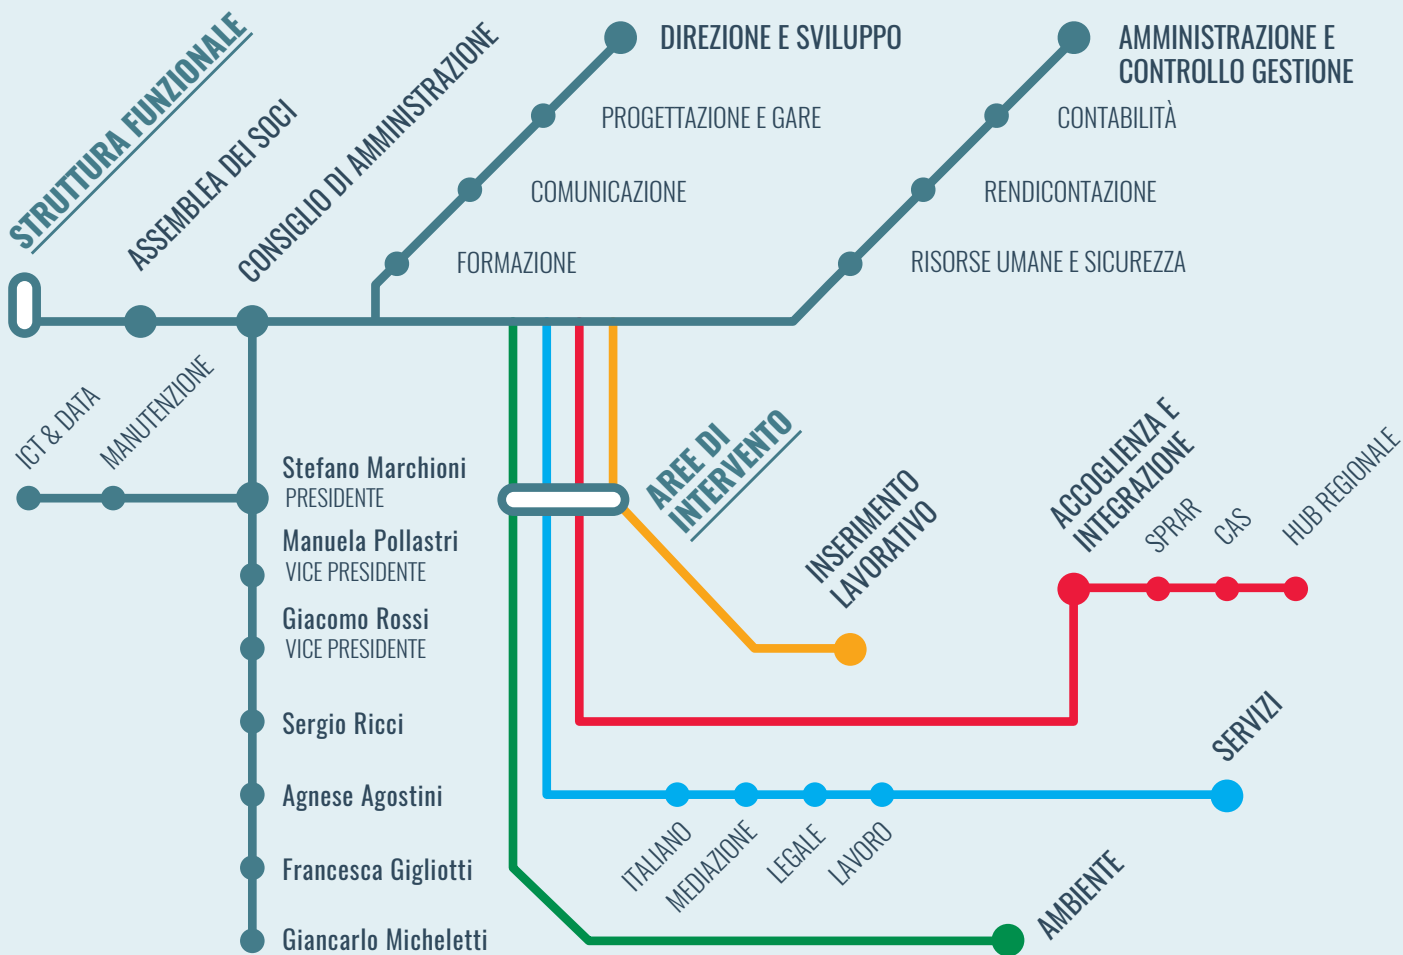 STRUTTURA FUNZIONALE
ASSEMBLEA DEI SOCI
CONSIGLIO DI AMMINISTRAZIONE
DIREZIONE E SVILUPPO
PROGETTAZIONE E GARE
COMUNICAZIONE
FORMAZIONE
AMMINISTRAZIONE E
CONTROLLO GESTIONE
CONTABILITÀ
RENDICONTAZIONE
RISORSE UMANE E SICUREZZA
ICT & DATA
MANUTENZIONE
Stefano Marchioni
PRESIDENTE
Manuela Pollastri
VICE PRESIDENTE
Giacomo Rossi
VICE PRESIDENTE
Sergio Ricci
Agnese Agostini
Francesca Gigliotti
Giancarlo Micheletti
AREE DI
INTERVENTO
INSERIMENTO
LAVORATIVO
ACCOGLIENZA E
INTEGRAZIONE
SPRAR
CAS
HUB REGIONALE
SERVIZI
ITALIANO
MEDIAZIONE
LEGALE
LAVORO
AMBIENTE